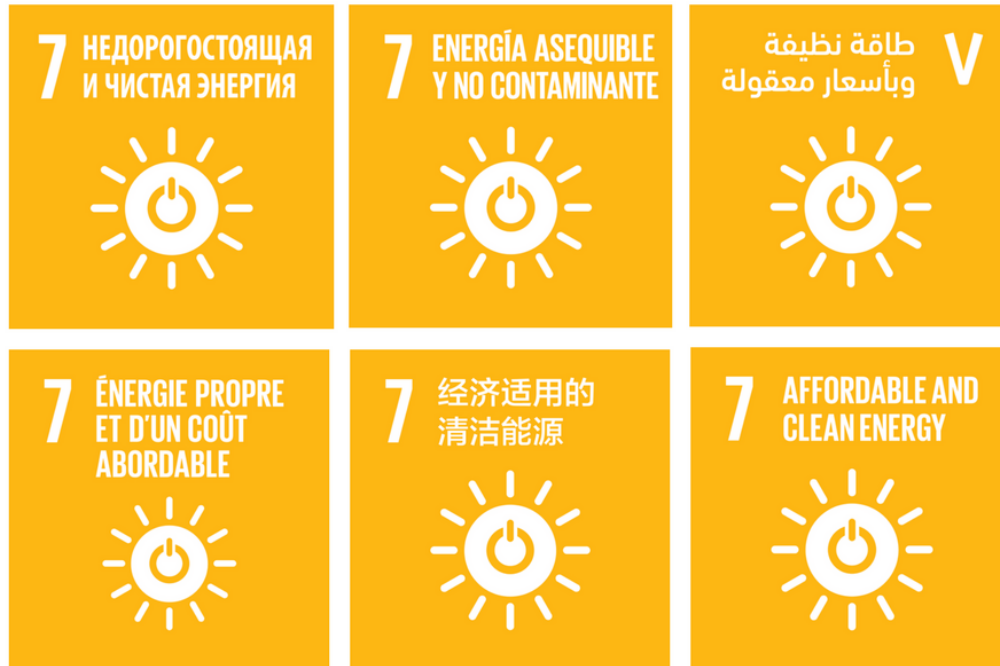 7 НЕДОРОГОСТОЯЩАЯ
И ЧИСТАЯ ЭНЕРГИЯ
7 ENERGÍA ASEQUIBLE
Y NO CONTAMINANTE
٧ طاقة نظيفة
وبأسعار معقولة
7 ÉNERGIE PROPRE
ET D'UN COÛT
ABORDABLE
7 经济适用的
清洁能源
7 AFFORDABLE AND
CLEAN ENERGY